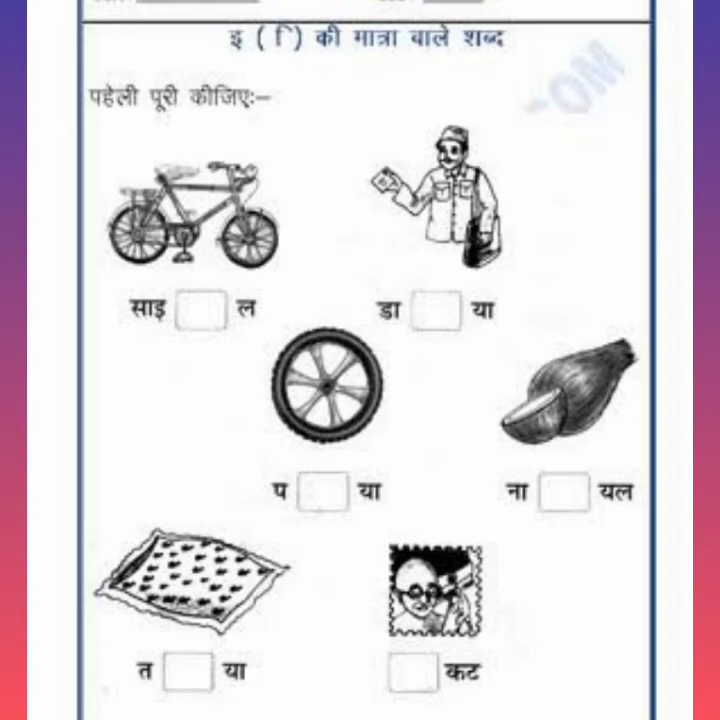 इ ( ि) की मात्रा वाले शब्द
पहेली पूरी कीजिए:–
साइ ल
डा या
प या
ना यल
त या
कट